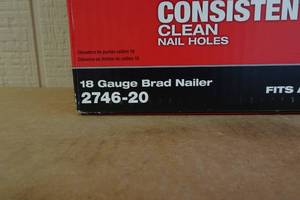 CONSISTEN
CLEAN
NAIL HOLES
18 Gauge Brad Nailer
2746-20
FITS A